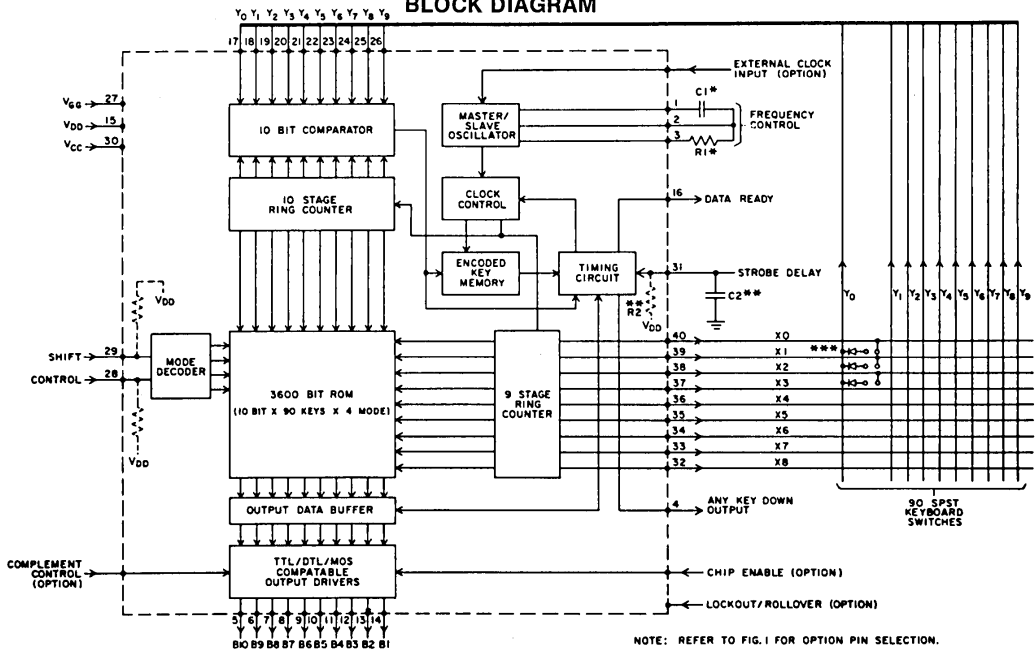 BLOCK DIAGRAM
Y0 Y1 Y2 Y3 Y4 Y5 Y6 Y7 Y8 Y9
17 18 19 20 21 22 23 24 25 26
EXTERNAL CLOCK
INPUT (OPTION)
VGG 27
VDD 15
VCC 30
10 BIT COMPARATOR
MASTER/
SLAVE
OSCILLATOR
1 C1*
2
3 R1*
FREQUENCY
CONTROL
10 STAGE
RING COUNTER
CLOCK
CONTROL
16 DATA READY
ENCODED
KEY
MEMORY
TIMING
CIRCUIT
31 STROBE DELAY
** R2
VDD
C2**
Y0 Y1 Y2 Y3 Y4 Y5 Y6 Y7 Y8 Y9
VDD
SHIFT 29
CONTROL 28
MODE
DECODER
VDD
3600 BIT ROM
(10 BIT X 90 KEYS X 4 MODE)
9 STAGE
RING
COUNTER
40 X0
39 X1
38 X2
37 X3
36 X4
35 X5
34 X6
33 X7
32 X8
***
90 SPST
KEYBOARD
SWITCHES
OUTPUT DATA BUFFER
4 ANY KEY DOWN
OUTPUT
COMPLEMENT
CONTROL
(OPTION)
TTL/DTL/MOS
COMPATABLE
OUTPUT DRIVERS
CHIP ENABLE (OPTION)
LOCKOUT/ROLLOVER (OPTION)
5 6 7 8 9 10 11 12 13 14
B10 B9 B8 B7 B6 B5 B4 B3 B2 B1
NOTE: REFER TO FIG. 1 FOR OPTION PIN SELECTION.